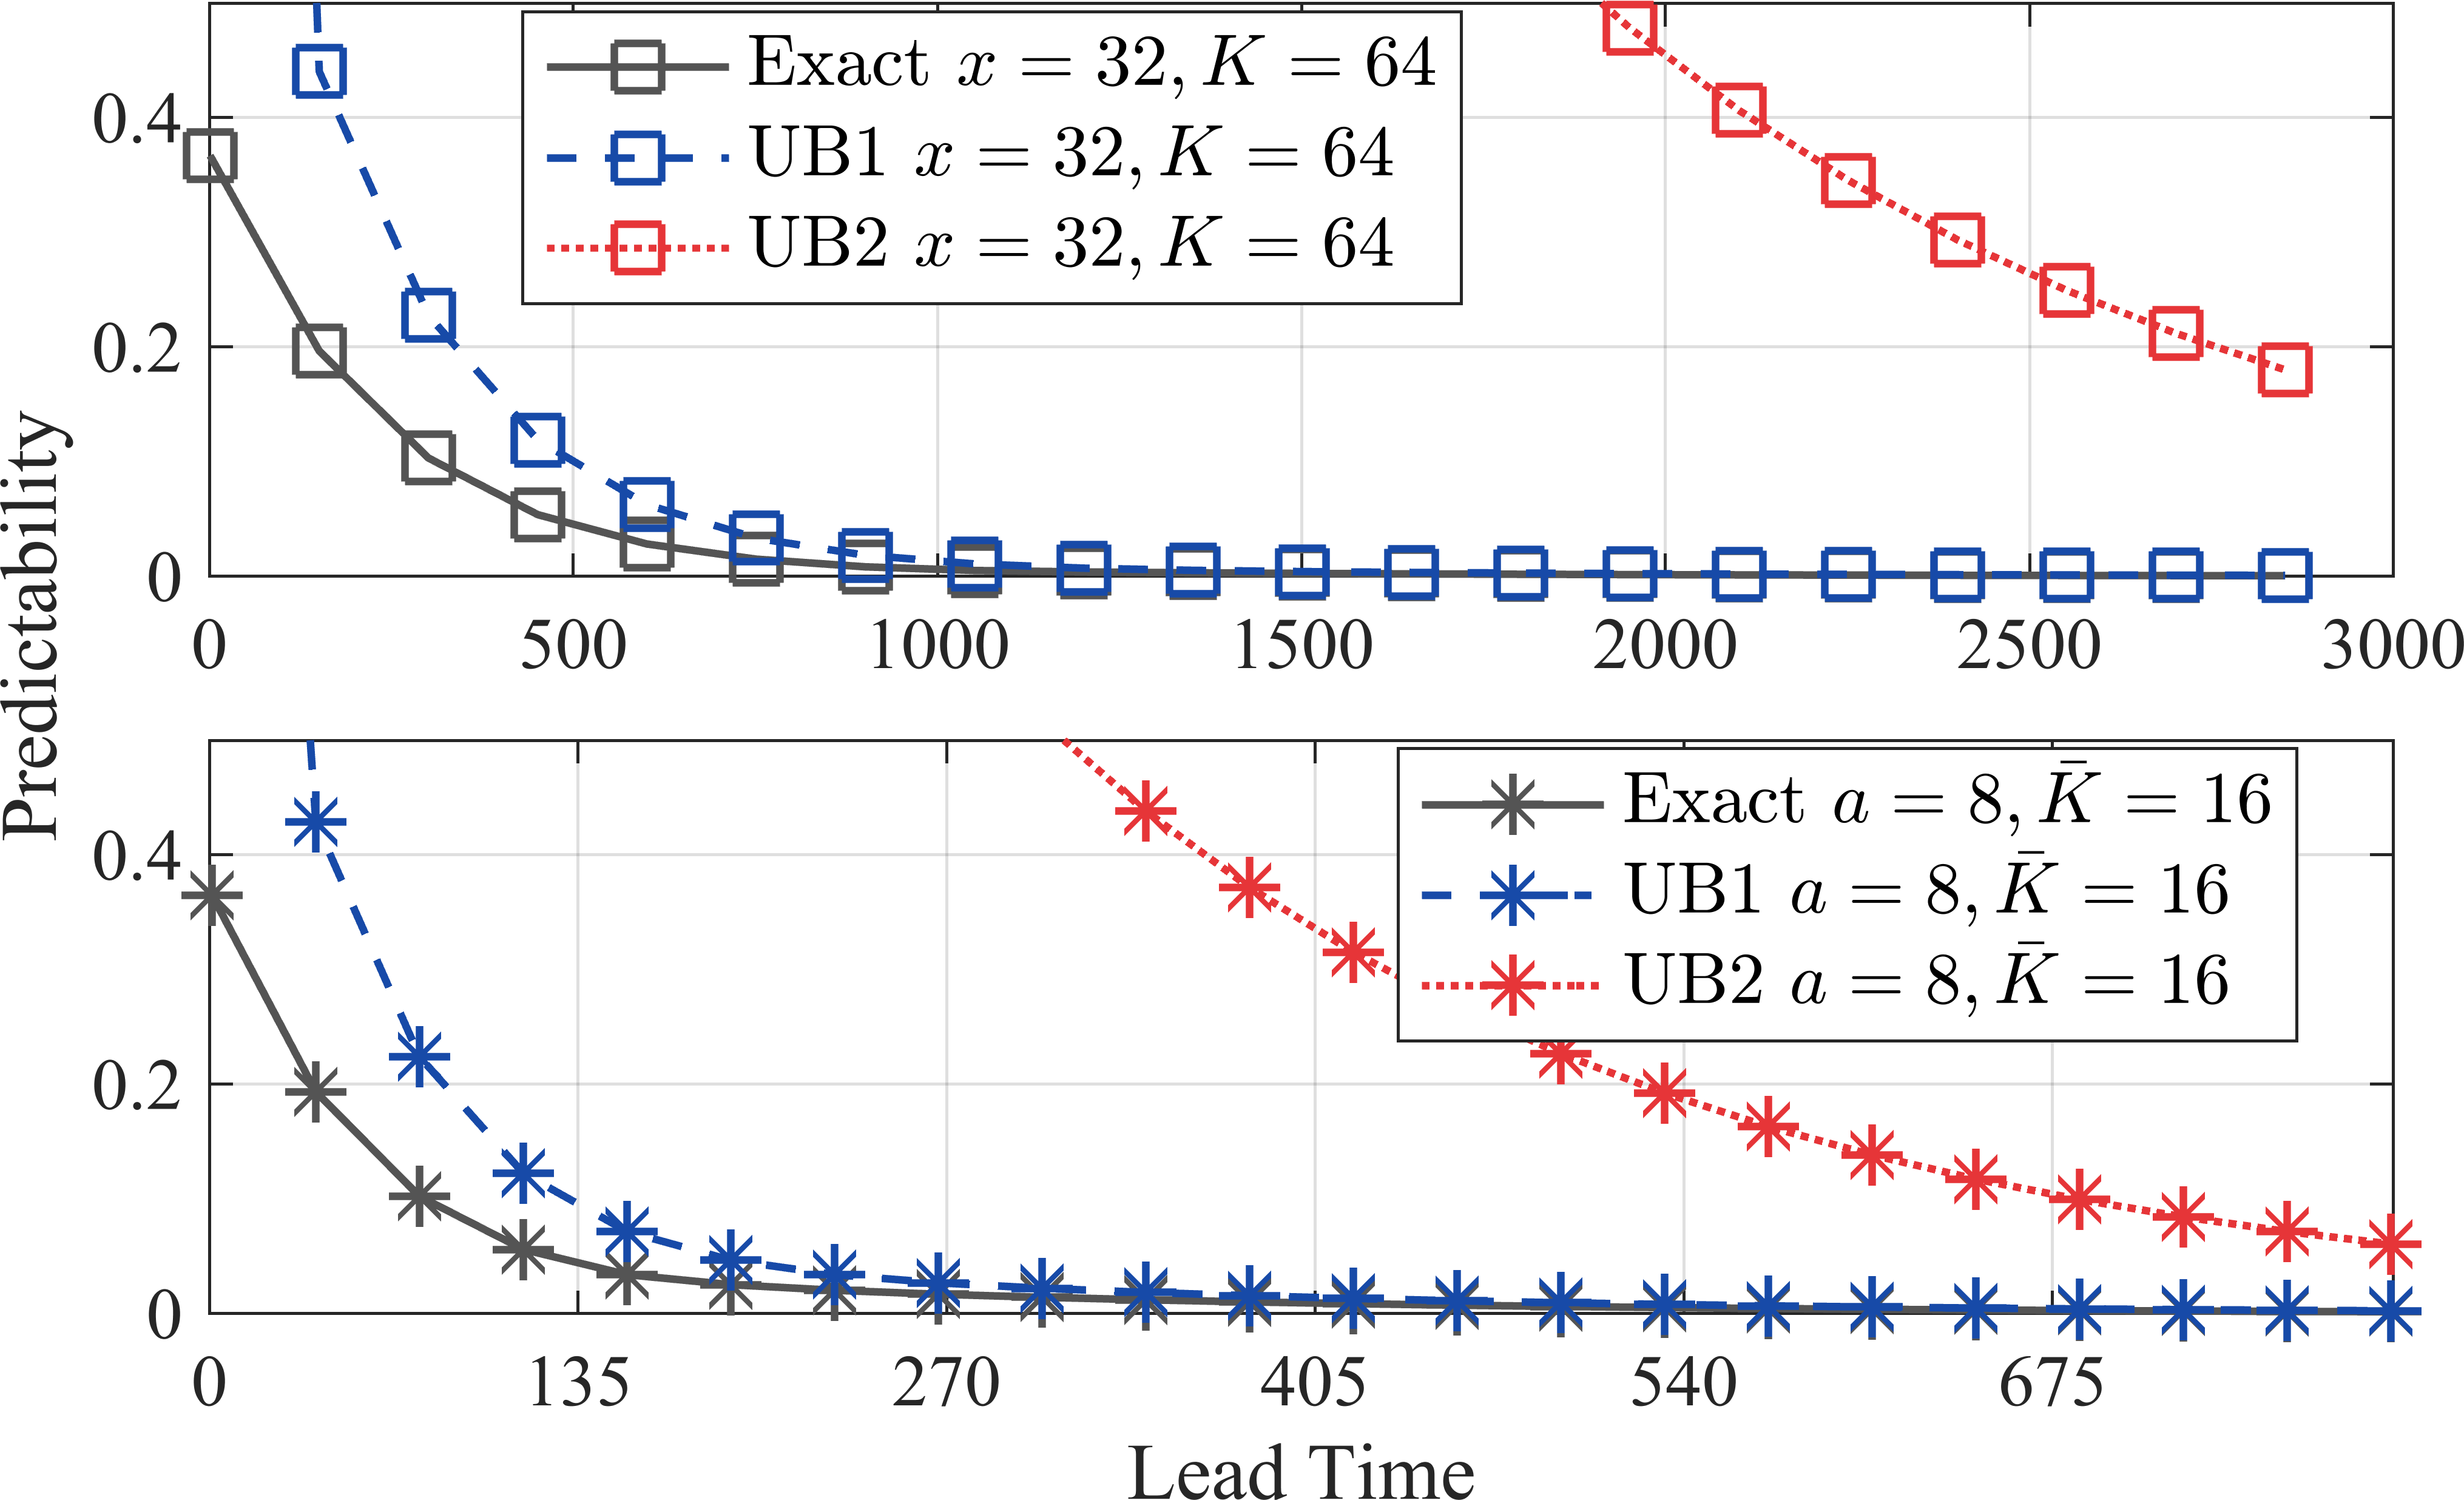 Predictability
0.4
0.2
0
Exact x = 32, K = 64
UB1 x = 32, K = 64
UB2 x = 32, K = 64
0 500 1000 1500 2000 2500 3000
0.4
0.2
0
Exact a = 8, K̄ = 16
UB1 a = 8, K̄ = 16
UB2 a = 8, K̄ = 16
0 135 270 405 540 675
Lead Time